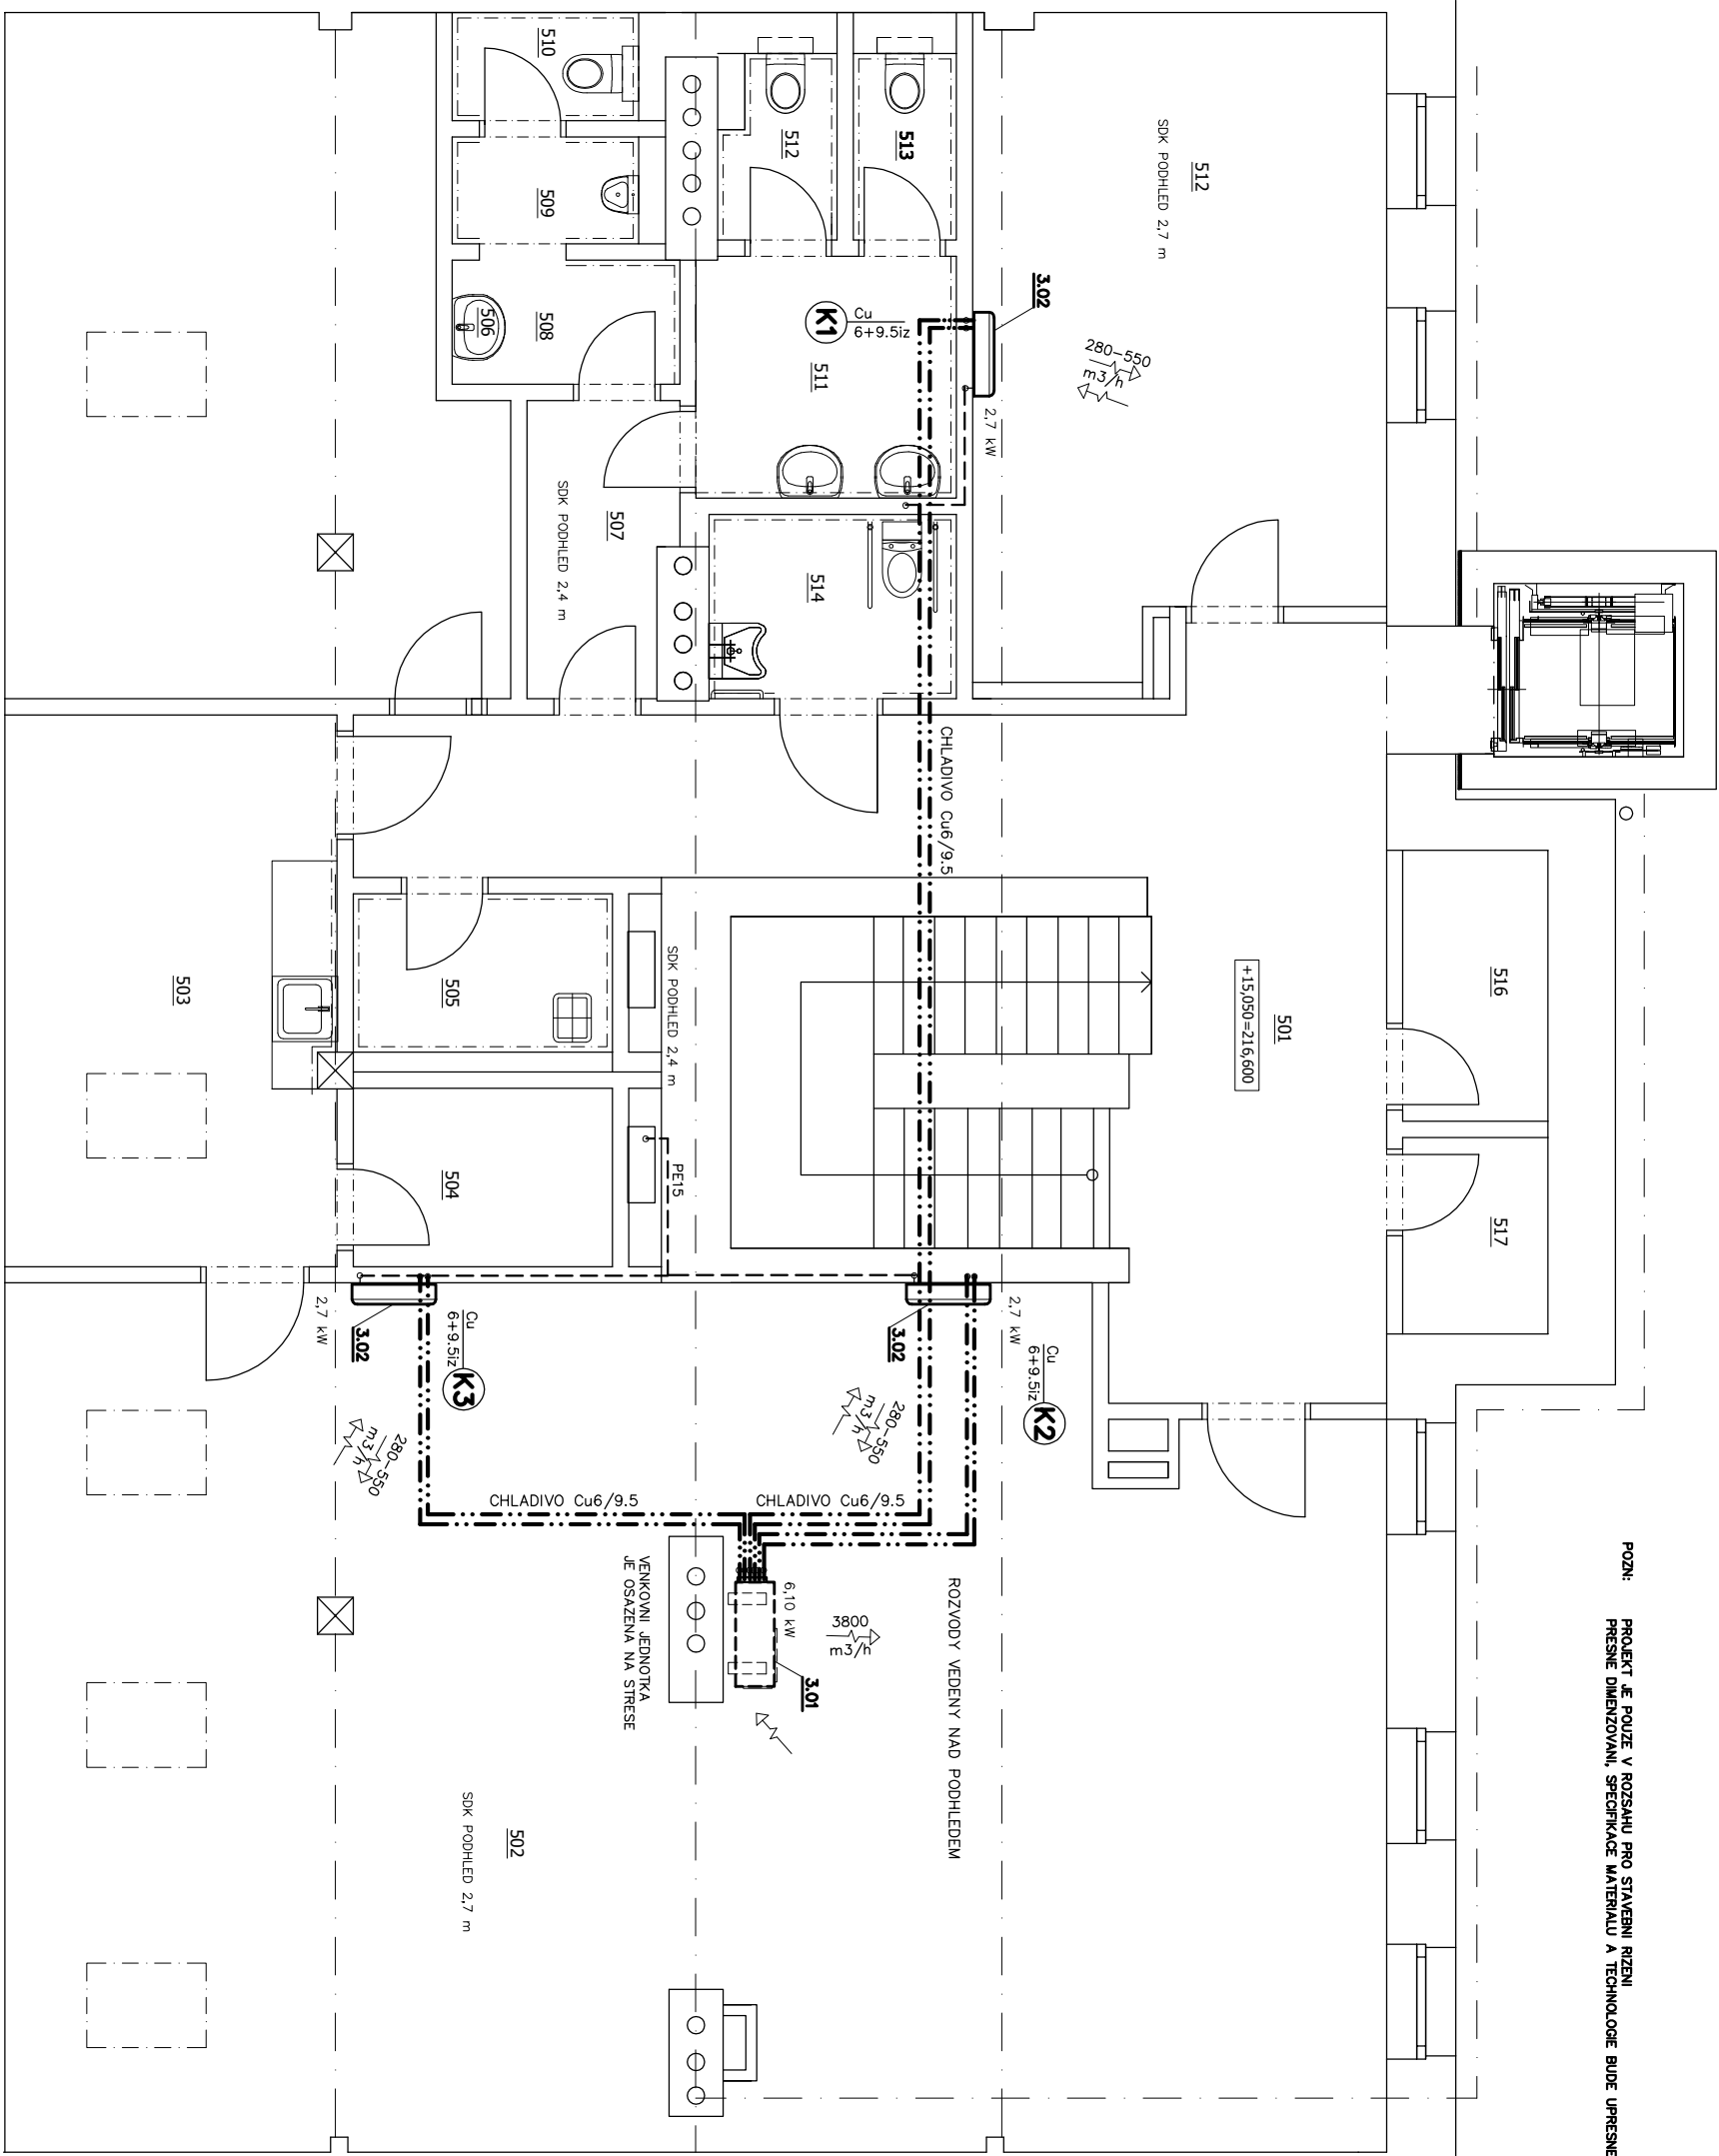 POZN:
PROJEKT JE POUZE V ROZSAHU PRO STAVEBNI RIZENI
PRESNE DIMENZOVANI, SPECIFIKACE MATERIALU A TECHNOLOGIE BUDE UPRESNE
512
SDK PODHLED 2,7 m
3.02
280-550
m3/h
2,7 kW
513
512
510
509
508
506
K1
Cu
6+9.5iz
511
507
SDK PODHLED 2,4 m
514
CHLADIVO Cu6/9.5
516
517
501
+15,050=216,600
503
505
504
SDK PODHLED 2,4 m
PE15
2,7 kW
3.02
Cu
6+9.5iz
K2
280-550
m3/h
2,7 kW
3.02
Cu
6+9.5iz
K3
280-550
m3/h
CHLADIVO Cu6/9.5
CHLADIVO Cu6/9.5
ROZVODY VEDENY NAD PODHLEDEM
6,10 kW
3800
m3/h
3.01
VENKOVNI JEDNOTKA
JE OSAZENA NA STRESE
502
SDK PODHLED 2,7 m